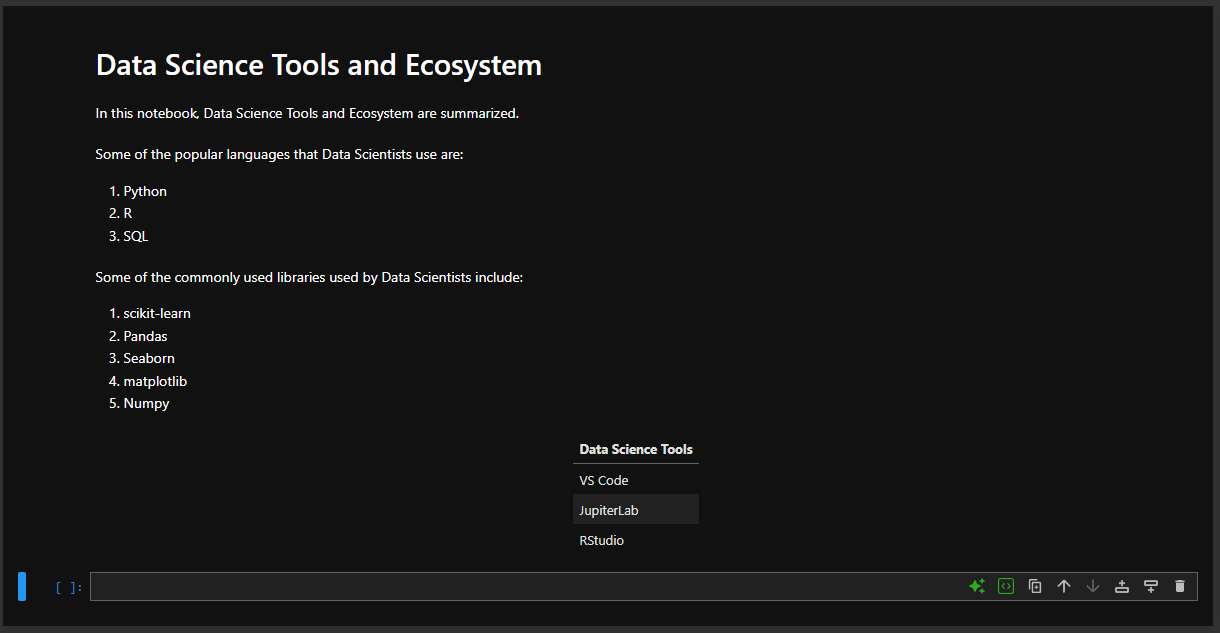 Data Science Tools and Ecosystem
In this notebook, Data Science Tools and Ecosystem are summarized.
Some of the popular languages that Data Scientists use are:
1. Python
2. R
3. SQL
Some of the commonly used libraries used by Data Scientists include:
1. scikit-learn
2. Pandas
3. Seaborn
4. matplotlib
5. Numpy
Data Science Tools
VS Code
JupiterLab
RStudio
[ ]: